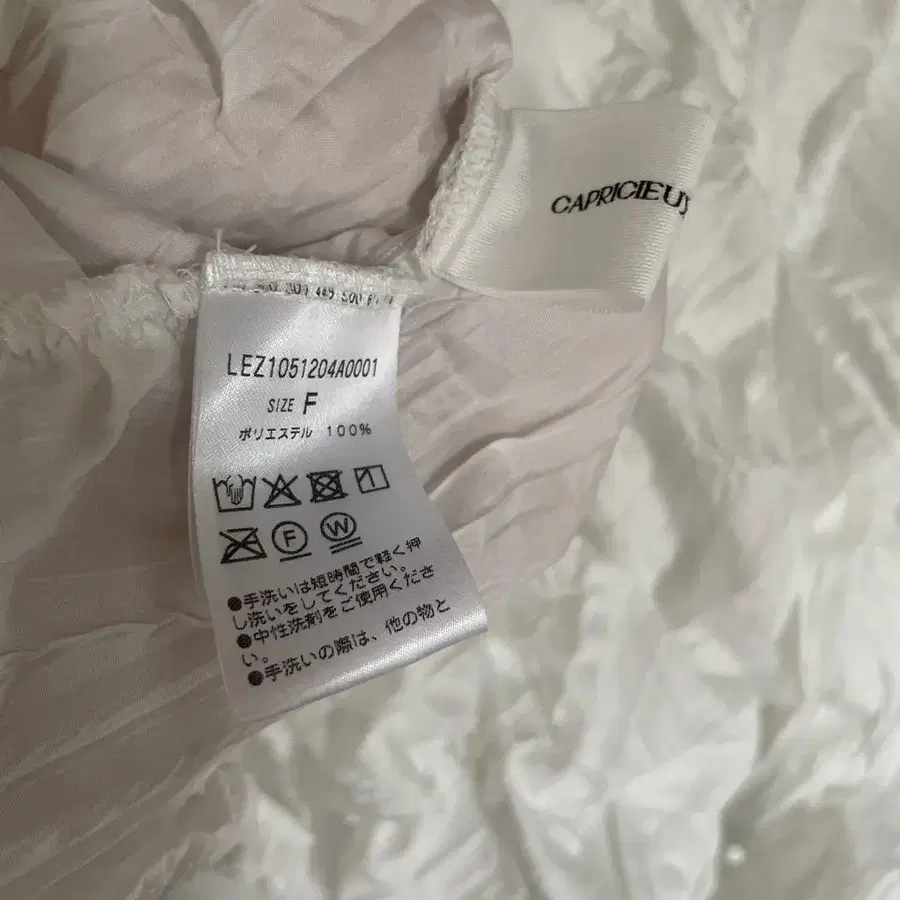 CAPRICIEUX
LEZ1051204A0001
SIZE F
ポリエステル 100%
F
W
●手洗いは短時間で軽く押
し洗いをしてください。
●中性洗剤をご使用くださ
い。
●手洗いの際は、他の物と